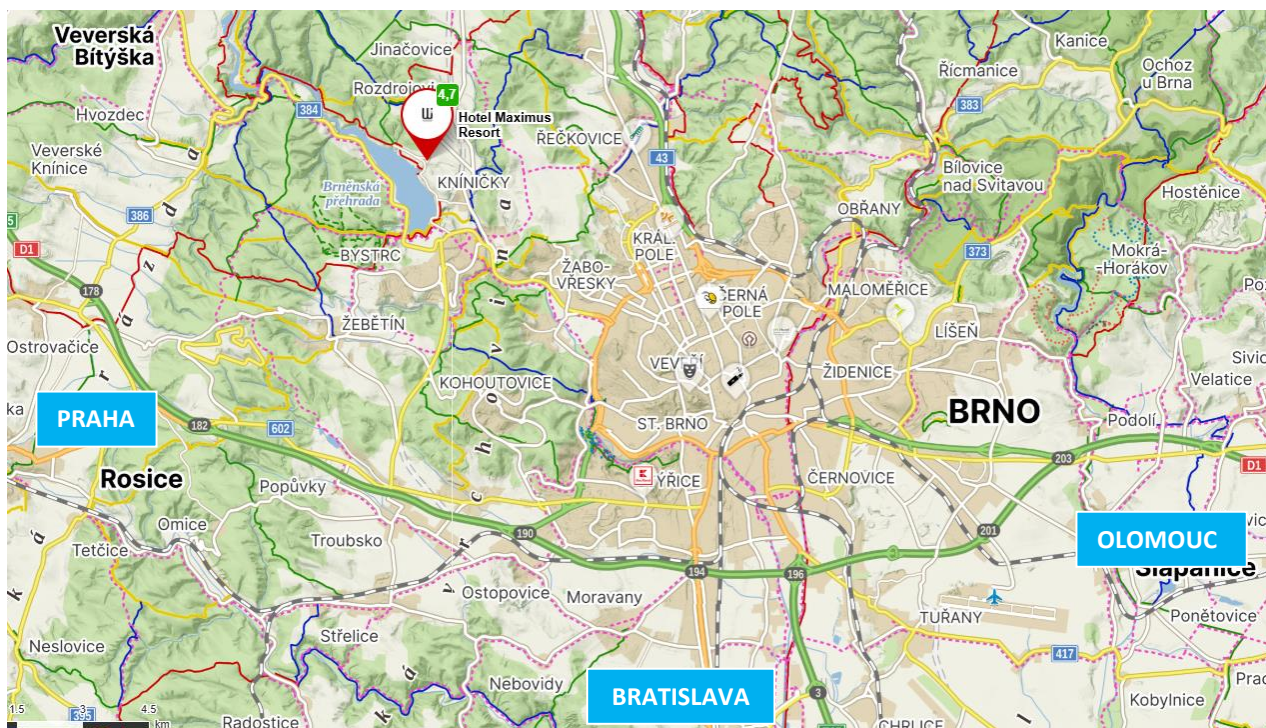 Veverská
Bítýška
Jinačovice
Kanice
Rozdrojovi
Řícmanice
Ochoz
u Brna
4,7
Hotel Maximus
Resort
384
383
Hvozdec
ŘEČKOVICE
43
Veverské
Knínice
Bílovice
nad Svitavou
Brněnská
přehrada
KNÍNIČKY
Hostěnice
386
OBŘANY
D1
BYSTRC
KRÁL.
POLE
373
Mokrá
-Horákov
178
ŽABO-
VŘESKY
ČERNÁ
POLE
MALOMĚŘICE
ŽEBĚTÍN
LÍŠEŇ
Ostrovačice
VEVEŘÍ
KOHOUTOVICE
ŽIDENICE
Velatice
PRAHA
182
602
ST. BRNO
BRNO
Podolí
203
D1
Rosice
Popůvky
ÝŘICE
ČERNOVICE
Omice
190
201
Tetčice
Troubsko
OLOMOUC
194
196
Šlapanice
Ostopovice
Moravany
TUŘANY
Ponětovice
Neslovice
Střelice
417
Nebovidy
BRATISLAVA
3
Kobylnice
1.5
3
4.5
km
395
Radostice
CHRLICE